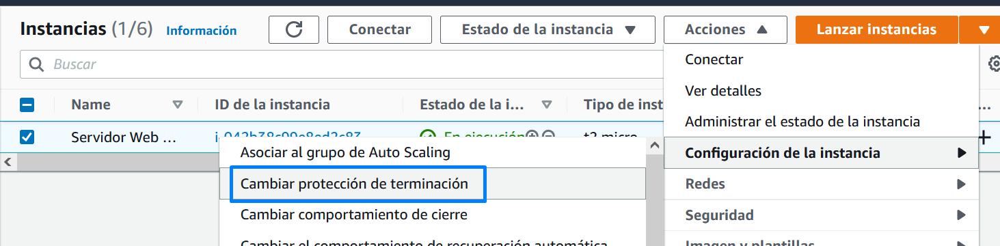 Instancias (1/6) Información
Conectar
Estado de la instancia
Acciones
Lanzar instancias
Buscar
Conectar
Ver detalles
Administrar el estado de la instancia
Configuración de la instancia
Redes
Seguridad
Imagen y plantillas
Name
ID de la instancia
Estado de la i...
Tipo de inst
Servidor Web ...
i-042b38c99e8ed2c83
En ejecución
t2.micro
Asociar al grupo de Auto Scaling
Cambiar protección de terminación
Cambiar comportamiento de cierre
Cambiar el comportamiento de recuperación automática